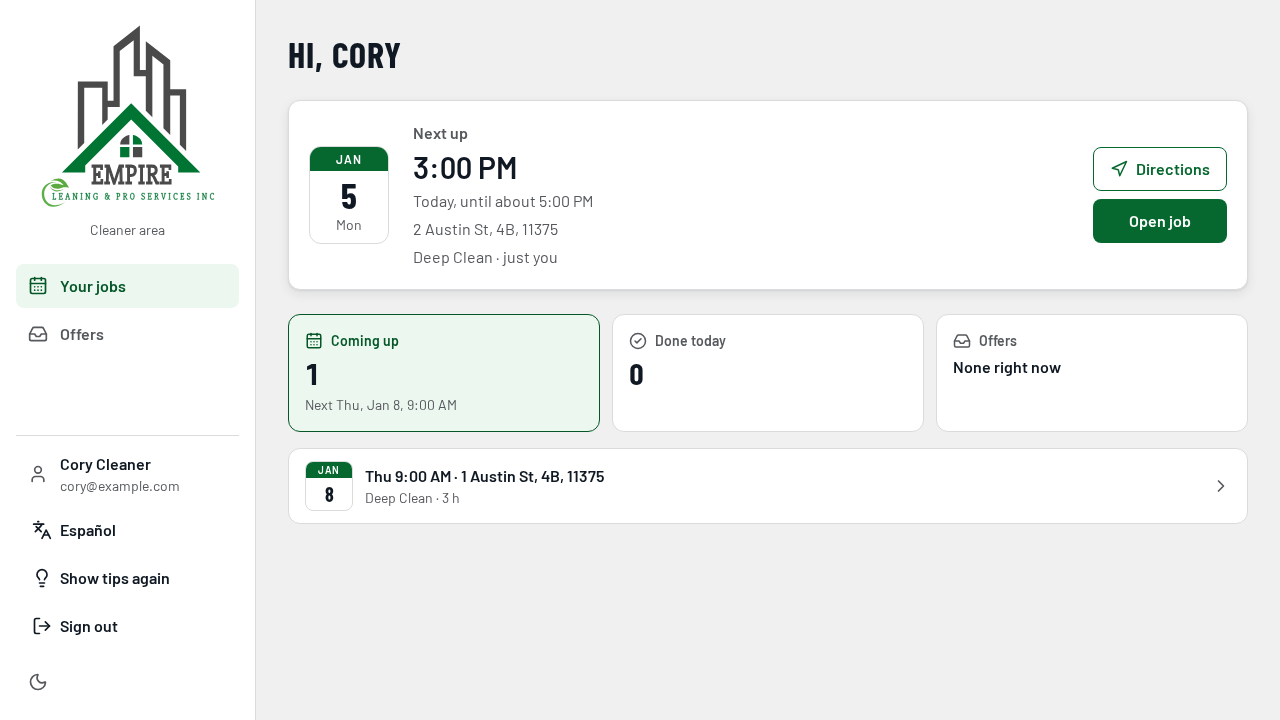 EMPIRE
LEANING & PRO SERVICES INC
Cleaner area
Your jobs
Offers
Cory Cleaner
cory@example.com
Español
Show tips again
Sign out
HI, CORY
JAN
5
Mon
Next up
3:00 PM
Today, until about 5:00 PM
2 Austin St, 4B, 11375
Deep Clean · just you
Directions
Open job
Coming up
1
Next Thu, Jan 8, 9:00 AM
Done today
0
Offers
None right now
JAN
8
Thu 9:00 AM · 1 Austin St, 4B, 11375
Deep Clean · 3 h